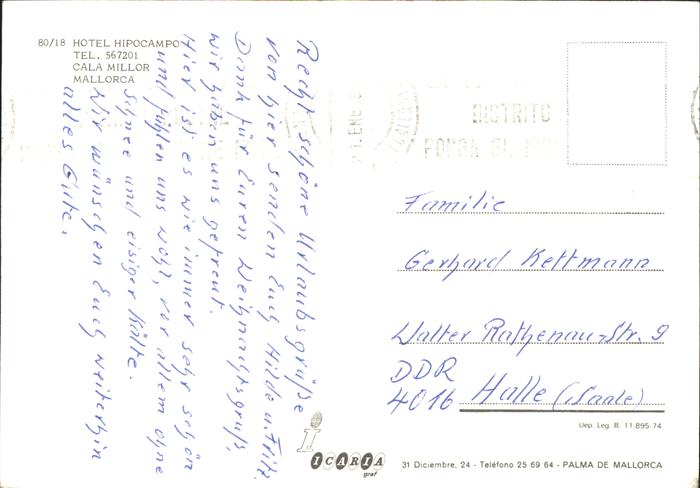 80/18 HOTEL HIPOCAMPO
TEL. 567201
CALA MILLOR
MALLORCA
Recht schöne Urlaubsgrüße
von hier senden Euch Hilde u. Fritz.
Dank für Euren Weihnachtsgruß,
wir haben uns gefreut.
Hier ist es wie immer sehr schön
und fühlen uns wohl, vor allem ohne
Schnee und eisiger Kälte.
Wir wünschen Euch weiterhin
alles Gute.
ENE
DISTRITO
PONGA EL
Familie
Gerhard Kettmann
Walter Rathenau-Str. 9
DDR
4016 Halle (Saale)
Dep. Leg. B. 11.895-74
i
ICARIA
graf
31 Diciembre, 24 - Teléfono 25 69 64 - PALMA DE MALLORCA